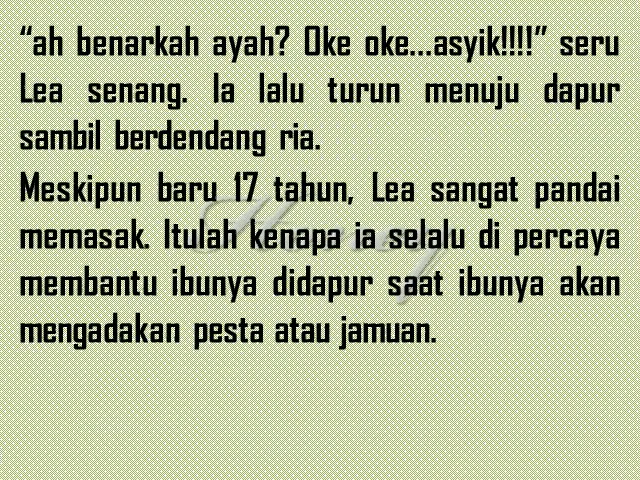 “ah benarkah ayah? Oke oke...asyik!!!!” seru
Lea senang. Ia lalu turun menuju dapur
sambil berdendang ria.
Meskipun baru 17 tahun, Lea sangat pandai
memasak. Itulah kenapa ia selalu di percaya
membantu ibunya didapur saat ibunya akan
mengadakan pesta atau jamuan.